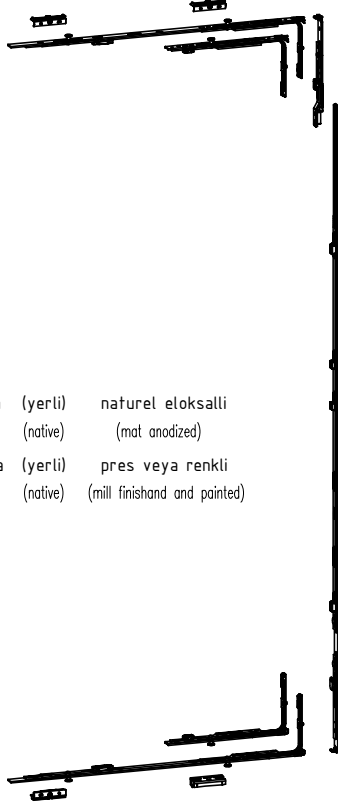 (yerli) naturel eloksalli
(native) (mat anodized)
(yerli) pres veya renkli
(native) (mill finishand and painted)